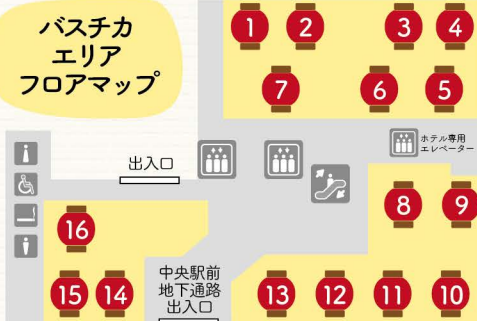 バスチカ
エリア
フロアマップ
1 2 3 4
7 6 5
ホテル専用
エレベーター
出入口
8 9
16
中央駅前
地下通路
出入口
15 14 13 12 11 10